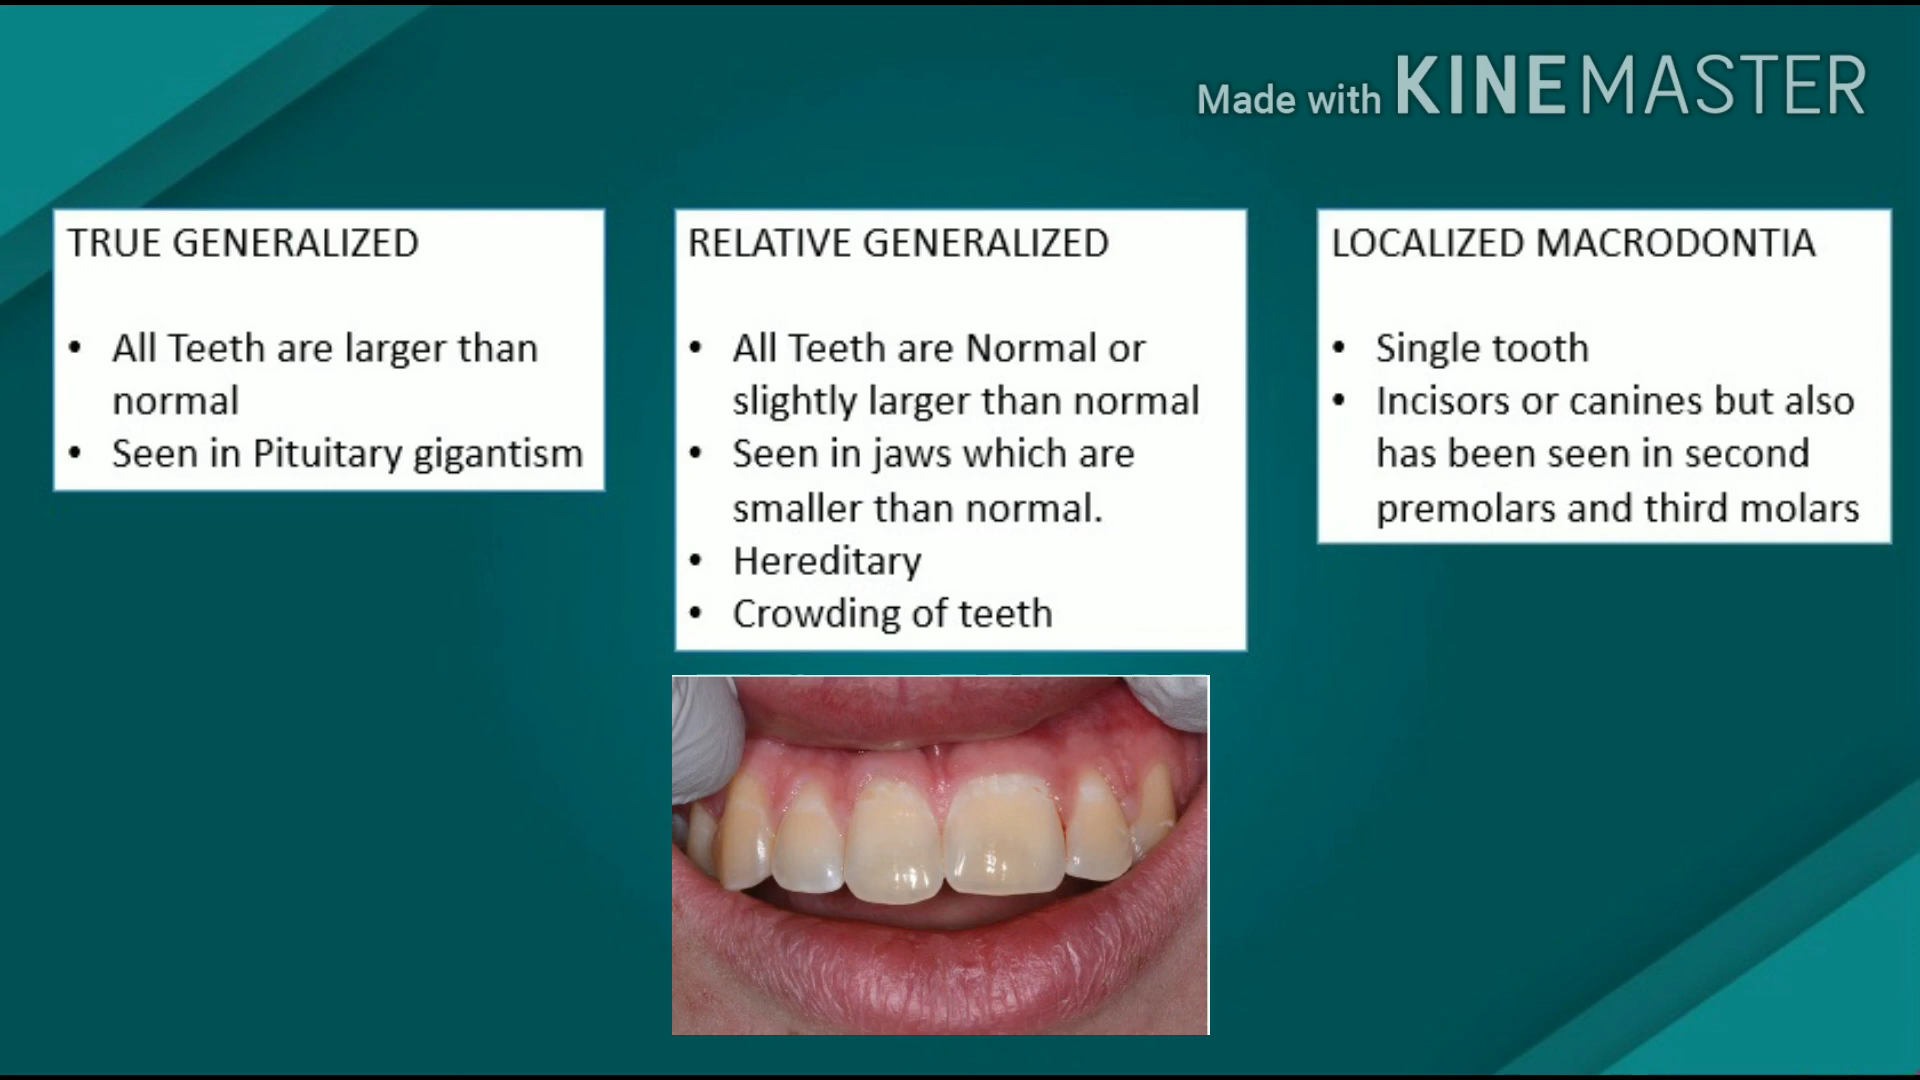 Made with KINEMASTER
TRUE GENERALIZED
• All Teeth are larger than
normal
• Seen in Pituitary gigantism
RELATIVE GENERALIZED
• All Teeth are Normal or
slightly larger than normal
• Seen in jaws which are
smaller than normal.
• Hereditary
• Crowding of teeth
LOCALIZED MACRODONTIA
• Single tooth
• Incisors or canines but also
has been seen in second
premolars and third molars